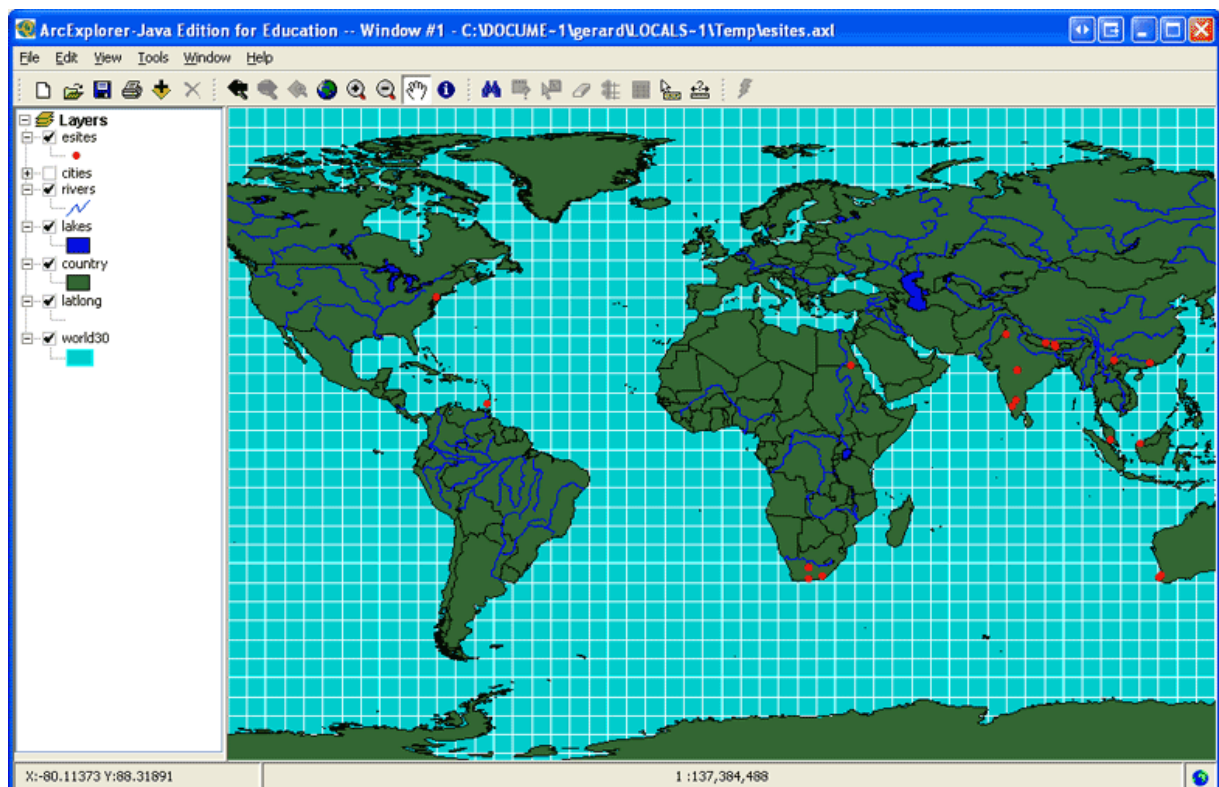 ArcExplorer-Java Edition for Education -- Window #1 - C:\DOCUME~1\gerard\LOCALS~1\Temp\esites.axl
File Edit View Tools Window Help
Layers
esites
cities
rivers
lakes
country
latlong
world30
X:-80.11373 Y:88.31891
1 :137,384,488